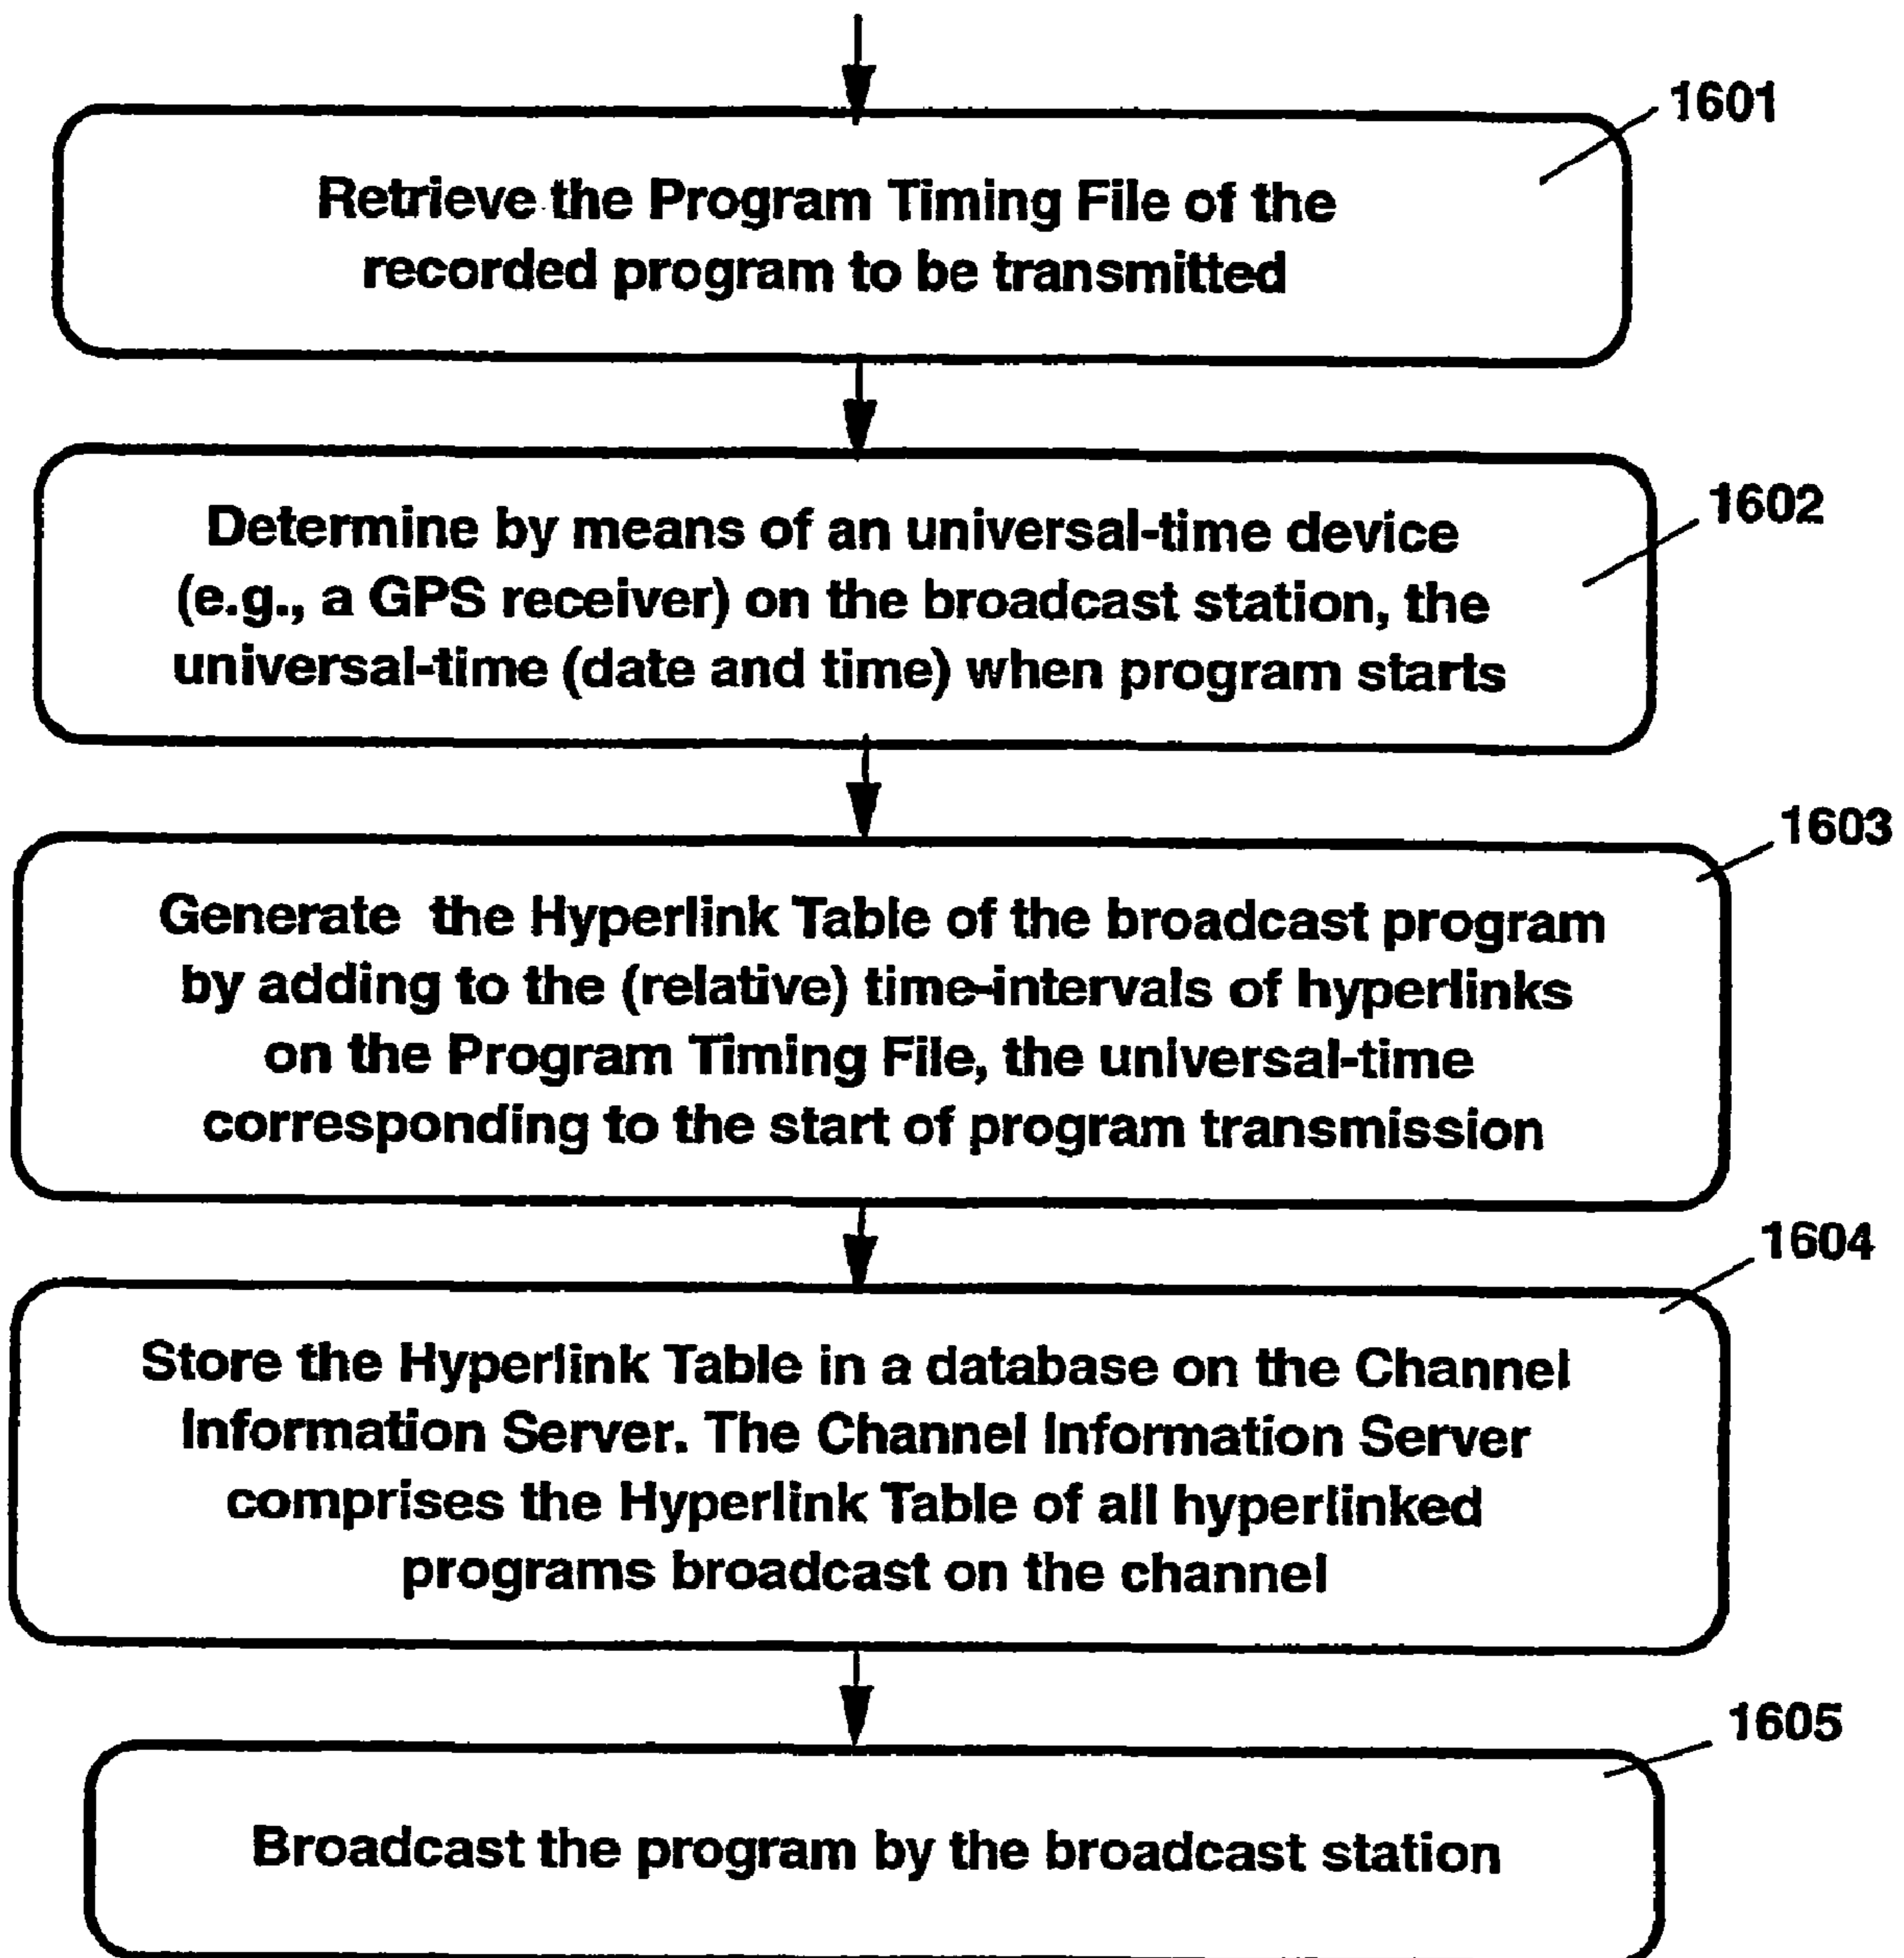 1601
Retrieve the Program Timing File of the
recorded program to be transmitted
1602
Determine by means of an universal-time device
(e.g., a GPS receiver) on the broadcast station, the
universal-time (date and time) when program starts
1603
Generate the Hyperlink Table of the broadcast program
by adding to the (relative) time-intervals of hyperlinks
on the Program Timing File, the universal-time
corresponding to the start of program transmission
1604
Store the Hyperlink Table in a database on the Channel
Information Server. The Channel Information Server
comprises the Hyperlink Table of all hyperlinked
programs broadcast on the channel
1605
Broadcast the program by the broadcast station